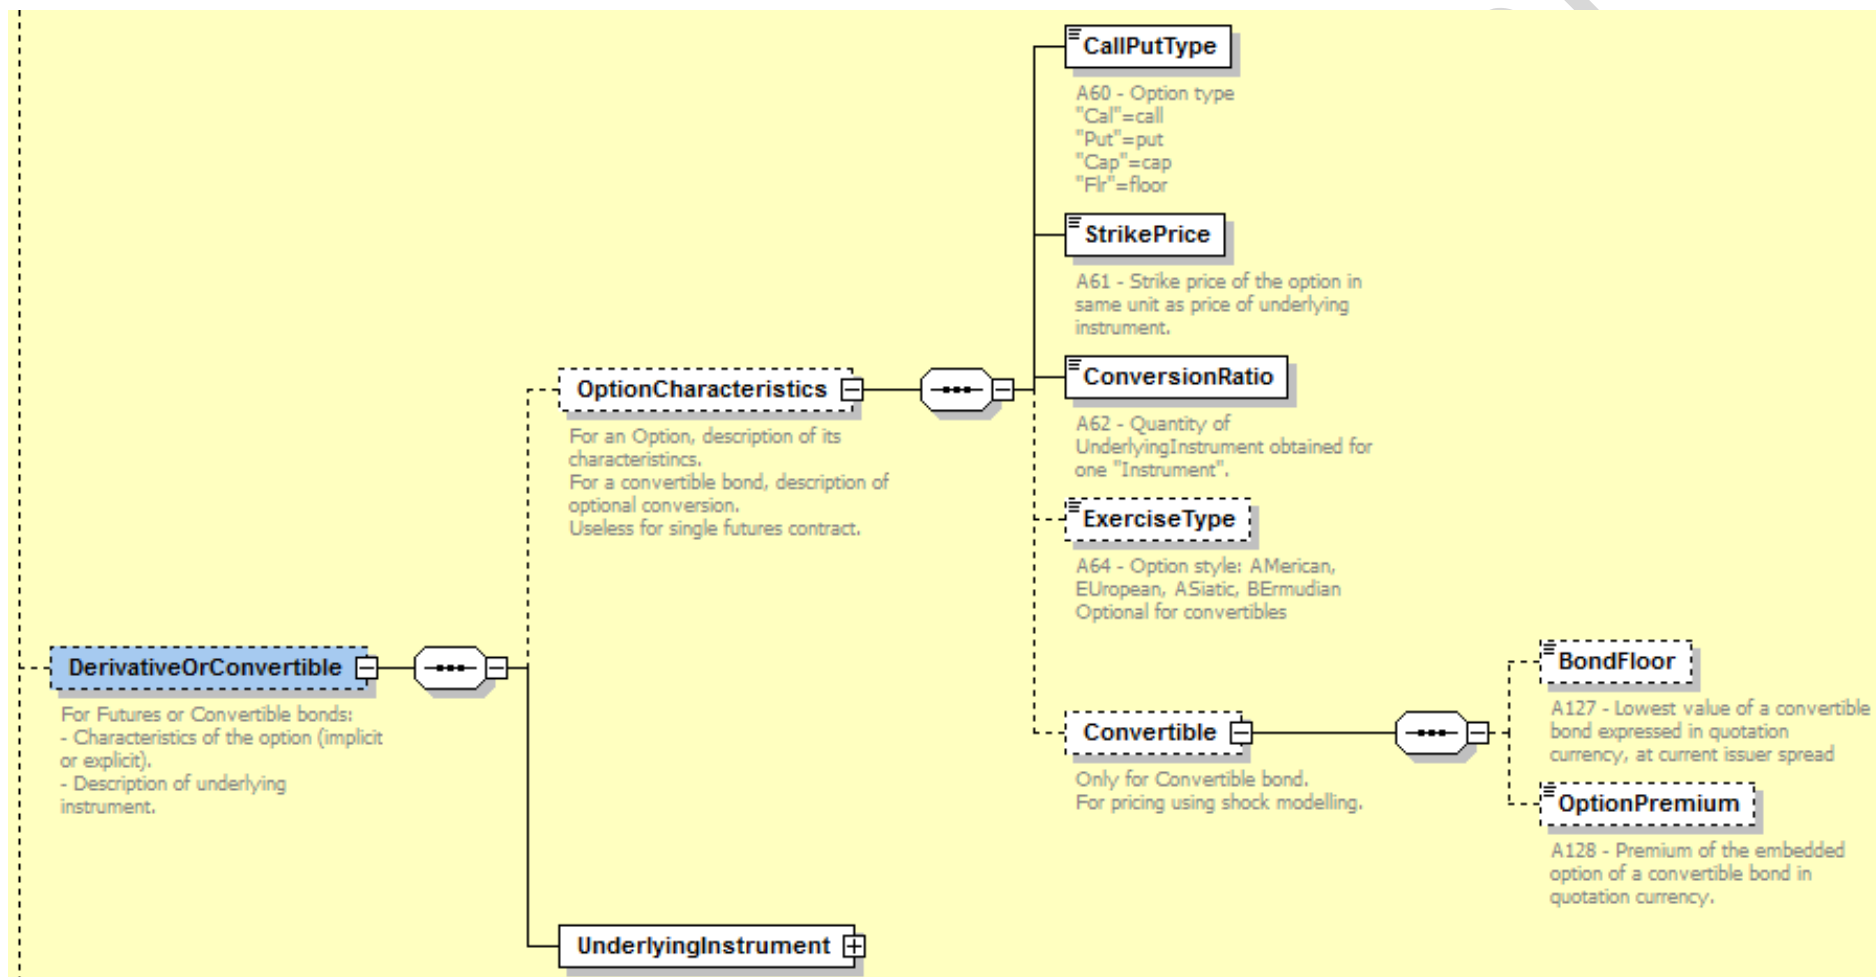 CallPutType
A60 - Option type
"Cal"=call
"Put"=put
"Cap"=cap
"Flr"=floor
StrikePrice
A61 - Strike price of the option in
same unit as price of underlying
instrument.
OptionCharacteristics
For an Option, description of its
characteristincs.
For a convertible bond, description of
optional conversion.
Useless for single futures contract.
ConversionRatio
A62 - Quantity of
UnderlyingInstrument obtained for
one "Instrument".
ExerciseType
A64 - Option style: AMerican,
EUropean, ASiatic, BErmudian
Optional for convertibles
DerivativeOrConvertible
For Futures or Convertible bonds:
- Characteristics of the option (implicit
or explicit).
- Description of underlying
instrument.
Convertible
Only for Convertible bond.
For pricing using shock modelling.
BondFloor
A127 - Lowest value of a convertible
bond expressed in quotation
currency, at current issuer spread
OptionPremium
A128 - Premium of the embedded
option of a convertible bond in
quotation currency.
UnderlyingInstrument